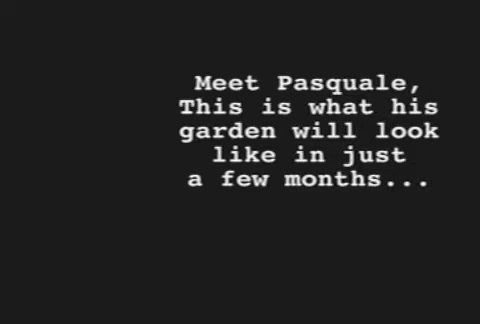 Meet Pasquale,
This is what his
garden will look
like in just
a few months...